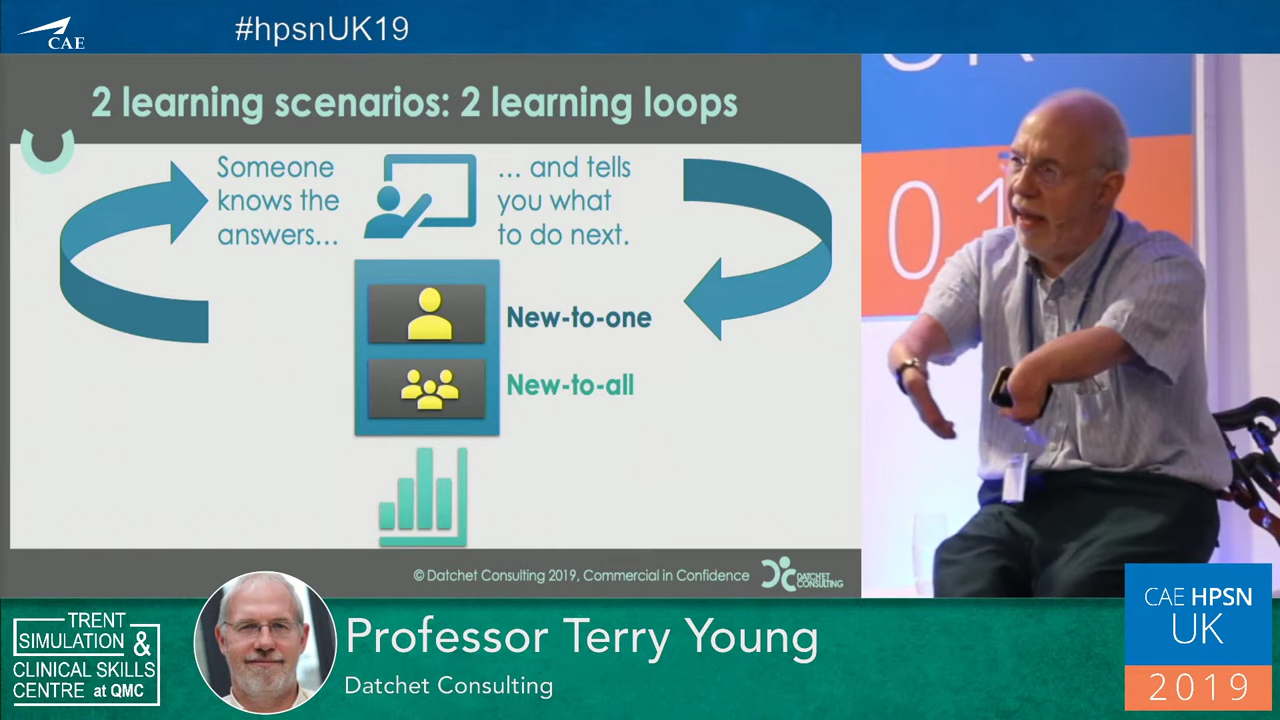 CAE
#hpsnUK19
2 learning scenarios: 2 learning loops
Someone
knows the
answers...
... and tells
you what
to do next.
New-to-one
New-to-all
© Datchet Consulting 2019, Commercial in Confidence
DATCHET
CONSULTING
UK
01
TRENT
SIMULATION &
CLINICAL SKILLS
CENTRE at QMC
Professor Terry Young
Datchet Consulting
CAE HPSN
UK
2019